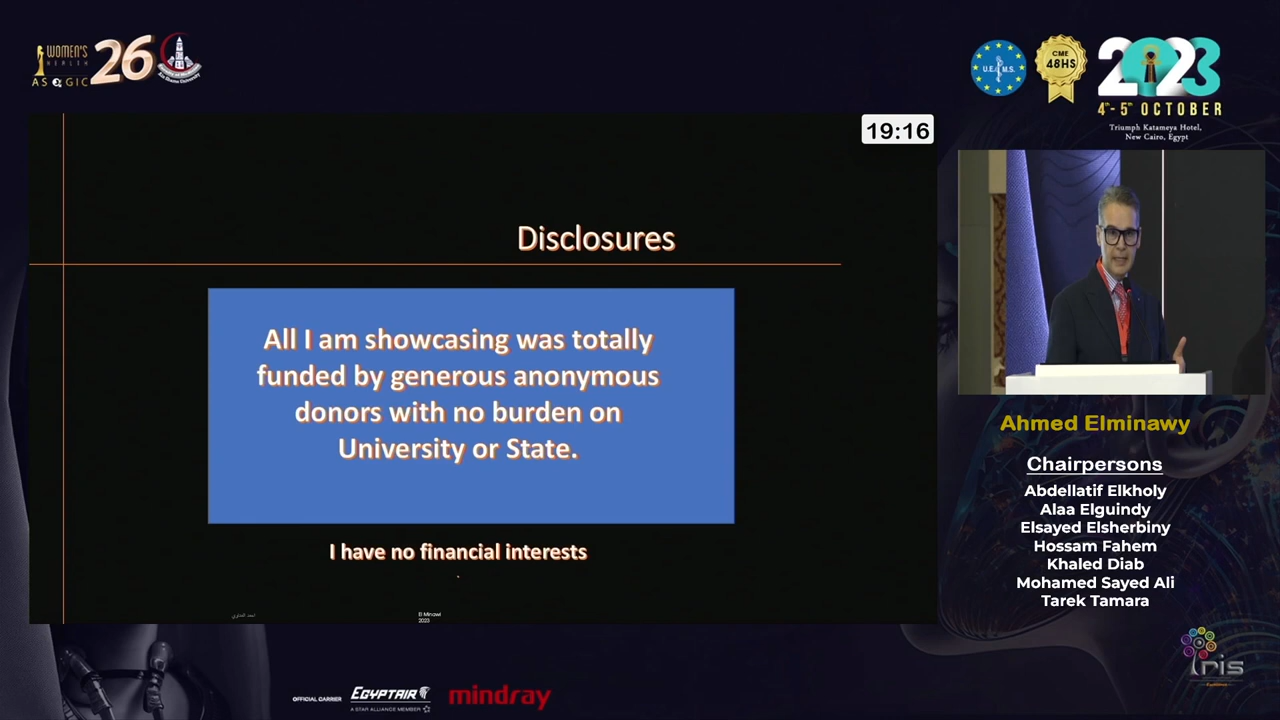 WOMEN'S
HEALTH
ASOGIC
26
U.E.M.S.
CME
48HS
2023
4th - 5th OCTOBER
Triumph Katameya Hotel,
New Cairo, Egypt
19:16
Disclosures
All I am showcasing was totally
funded by generous anonymous
donors with no burden on
University or State.
I have no financial interests
.
El Minawi
2023
Ahmed Elminawy
Chairpersons
Abdellatif Elkholy
Alaa Elguindy
Elsayed Elsherbiny
Hossam Fahem
Khaled Diab
Mohamed Sayed Ali
Tarek Tamara
OFFICIAL CARRIER
EGYPTAIR
A STAR ALLIANCE MEMBER
mindray
Iris